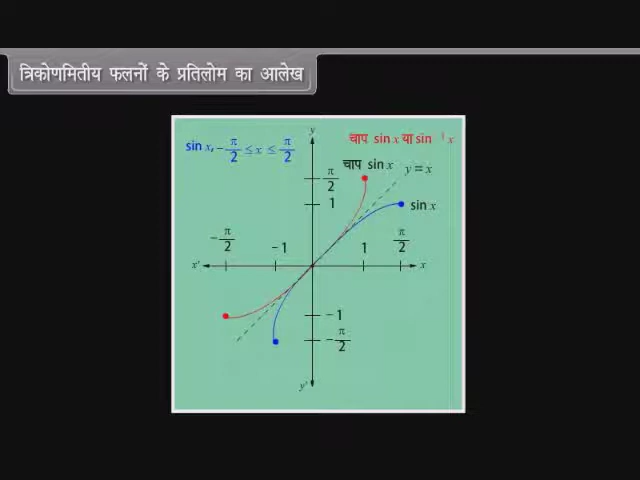 त्रिकोणमितीय फलनों के प्रतिलोम का आलेख
y
sin x, -π/2 ≤ x ≤ π/2
चाप sin x या sin⁻¹ x
चाप sin x
y = x
π/2
1
sin x
-π/2
-1
1
π/2
x'
x
-1
-π/2
y'